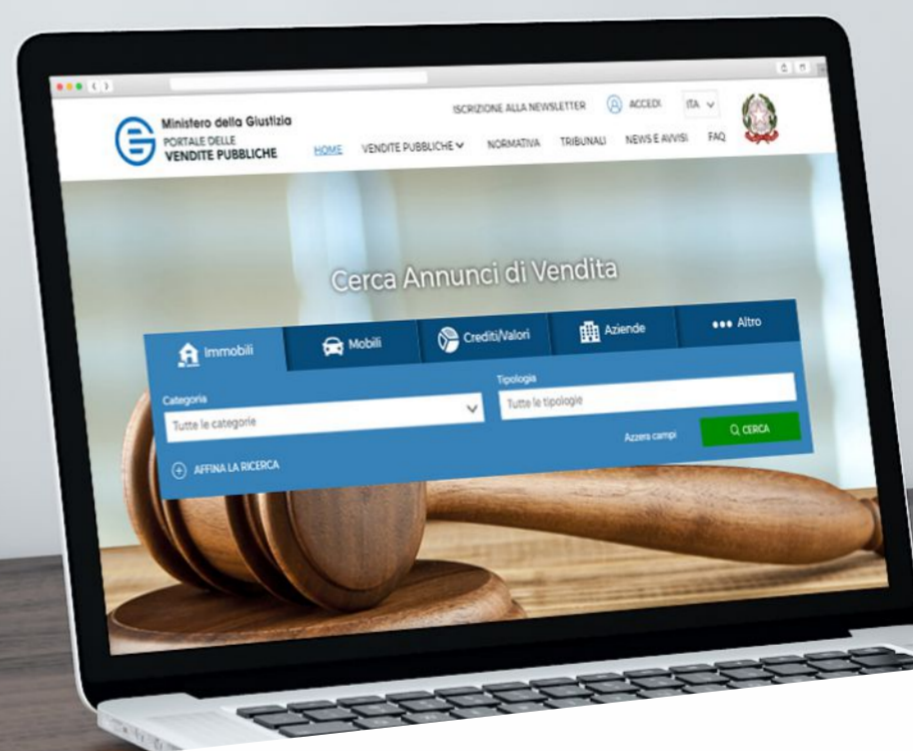 ISCRIZIONE ALLA NEWSLETTER
ACCEDI
ITA
Ministero della Giustizia
PORTALE DELLE
VENDITE PUBBLICHE
HOME
VENDITE PUBBLICHE
NORMATIVA
TRIBUNALI
NEWS E AVVISI
FAQ
Cerca Annunci di Vendita
Immobili
Mobili
Crediti/Valori
Aziende
Altro
Categoria
Tutte le categorie
Tipologia
Tutte le tipologie
AFFINA LA RICERCA
Azzera campi
CERCA